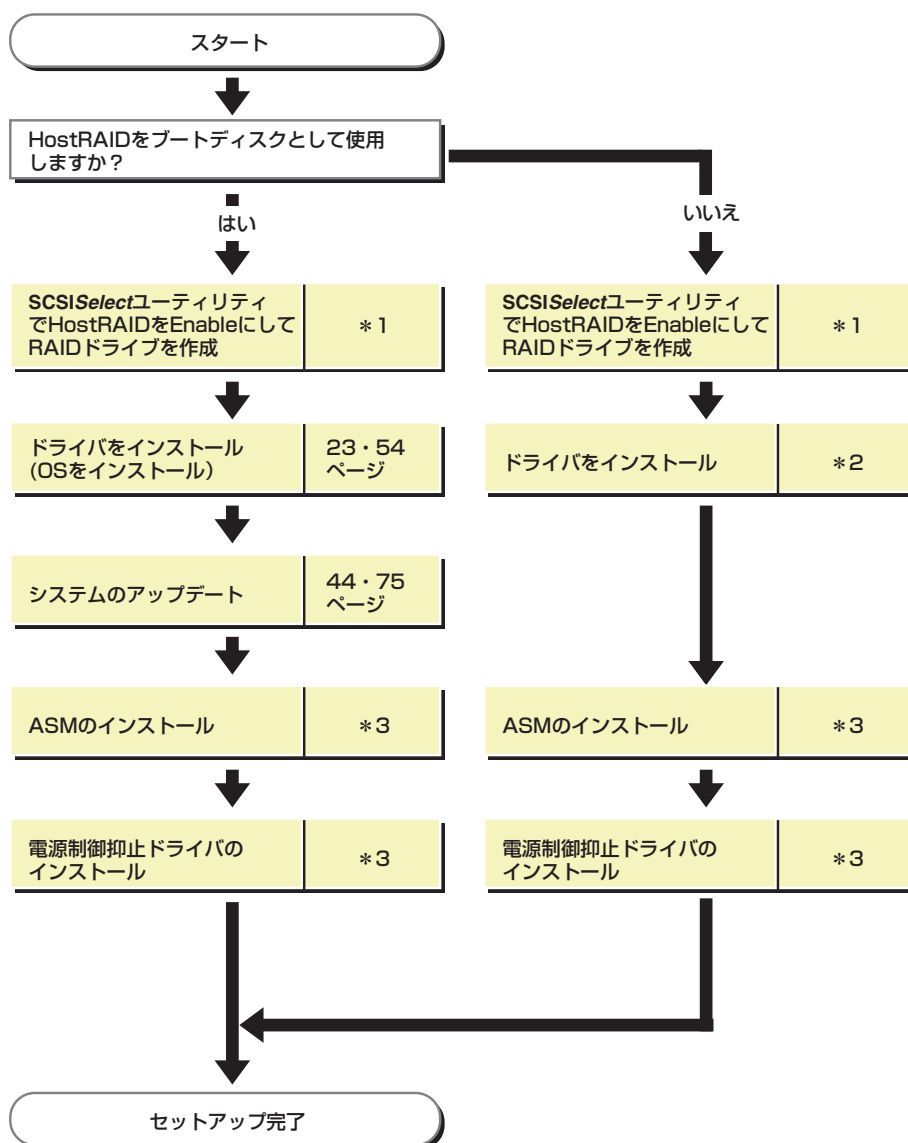 スタート
HostRAIDをブートディスクとして使用
しますか？
はい
いいえ
SCSISelectユーティリティ
でHostRAIDをEnableにして
RAIDドライブを作成
＊1
SCSISelectユーティリティ
でHostRAIDをEnableにして
RAIDドライブを作成
＊1
ドライバをインストール
(OSをインストール)
23・54
ページ
ドライバをインストール
＊2
システムのアップデート
44・75
ページ
ASMのインストール
＊3
ASMのインストール
＊3
電源制御抑止ドライバの
インストール
＊3
電源制御抑止ドライバの
インストール
＊3
セットアップ完了